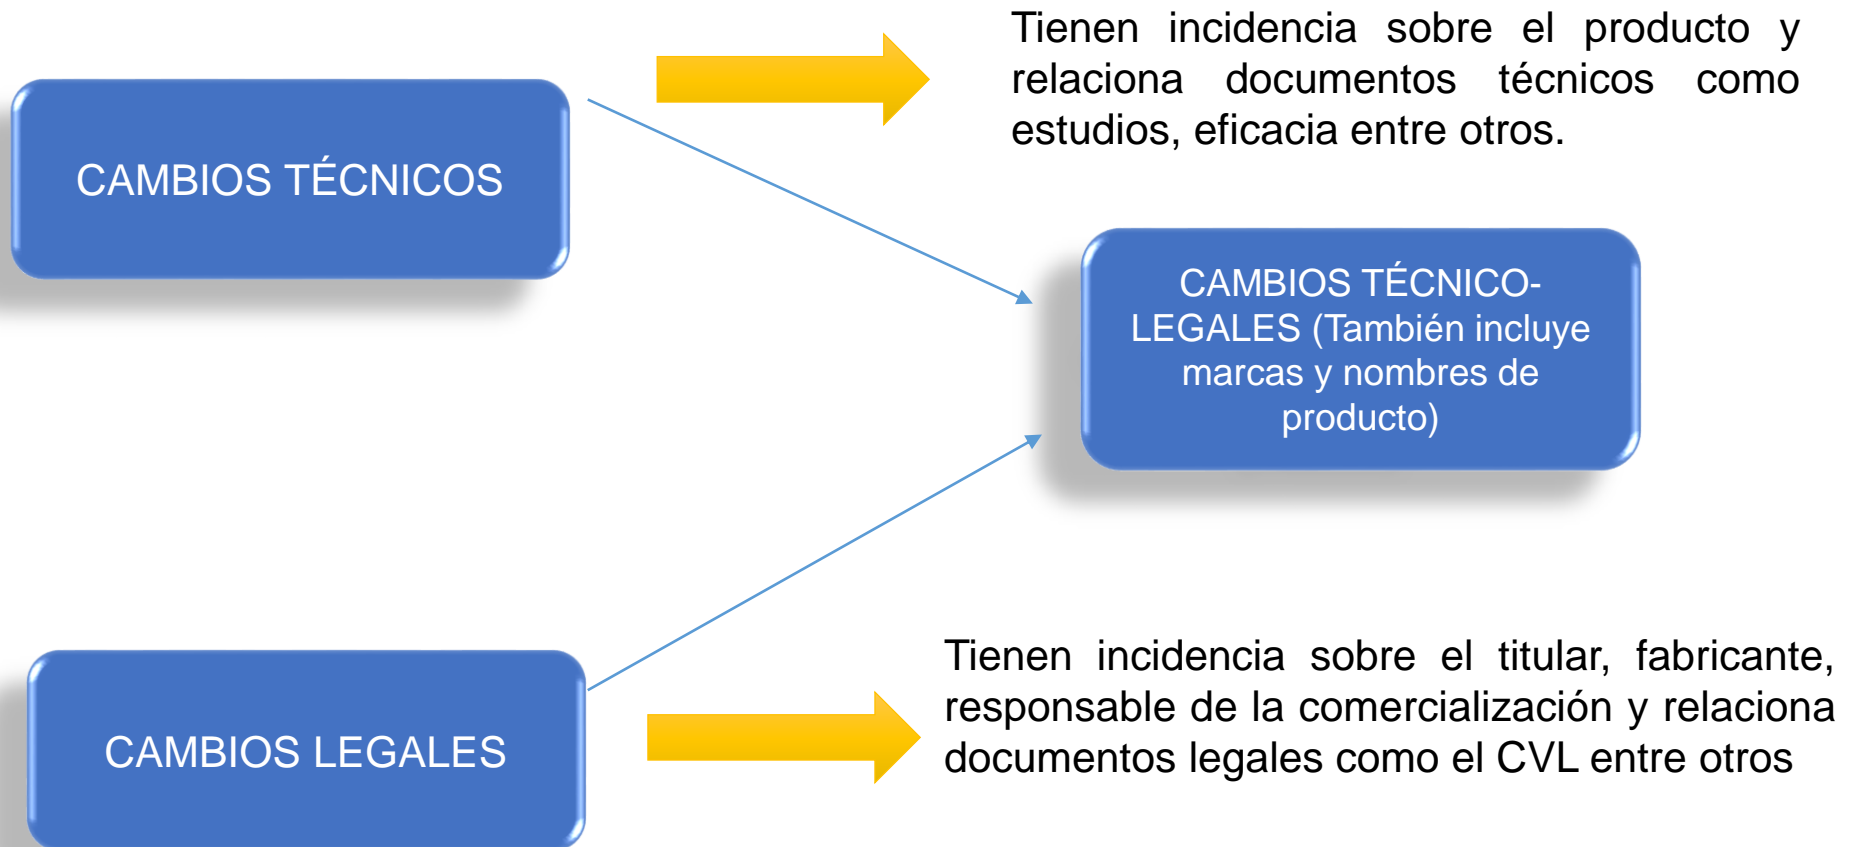 Tienen incidencia sobre el producto y
relaciona documentos técnicos como
estudios, eficacia entre otros.
CAMBIOS TÉCNICOS
CAMBIOS TÉCNICO-
LEGALES (También incluye
marcas y nombres de
producto)
Tienen incidencia sobre el titular, fabricante,
responsable de la comercialización y relaciona
documentos legales como el CVL entre otros
CAMBIOS LEGALES